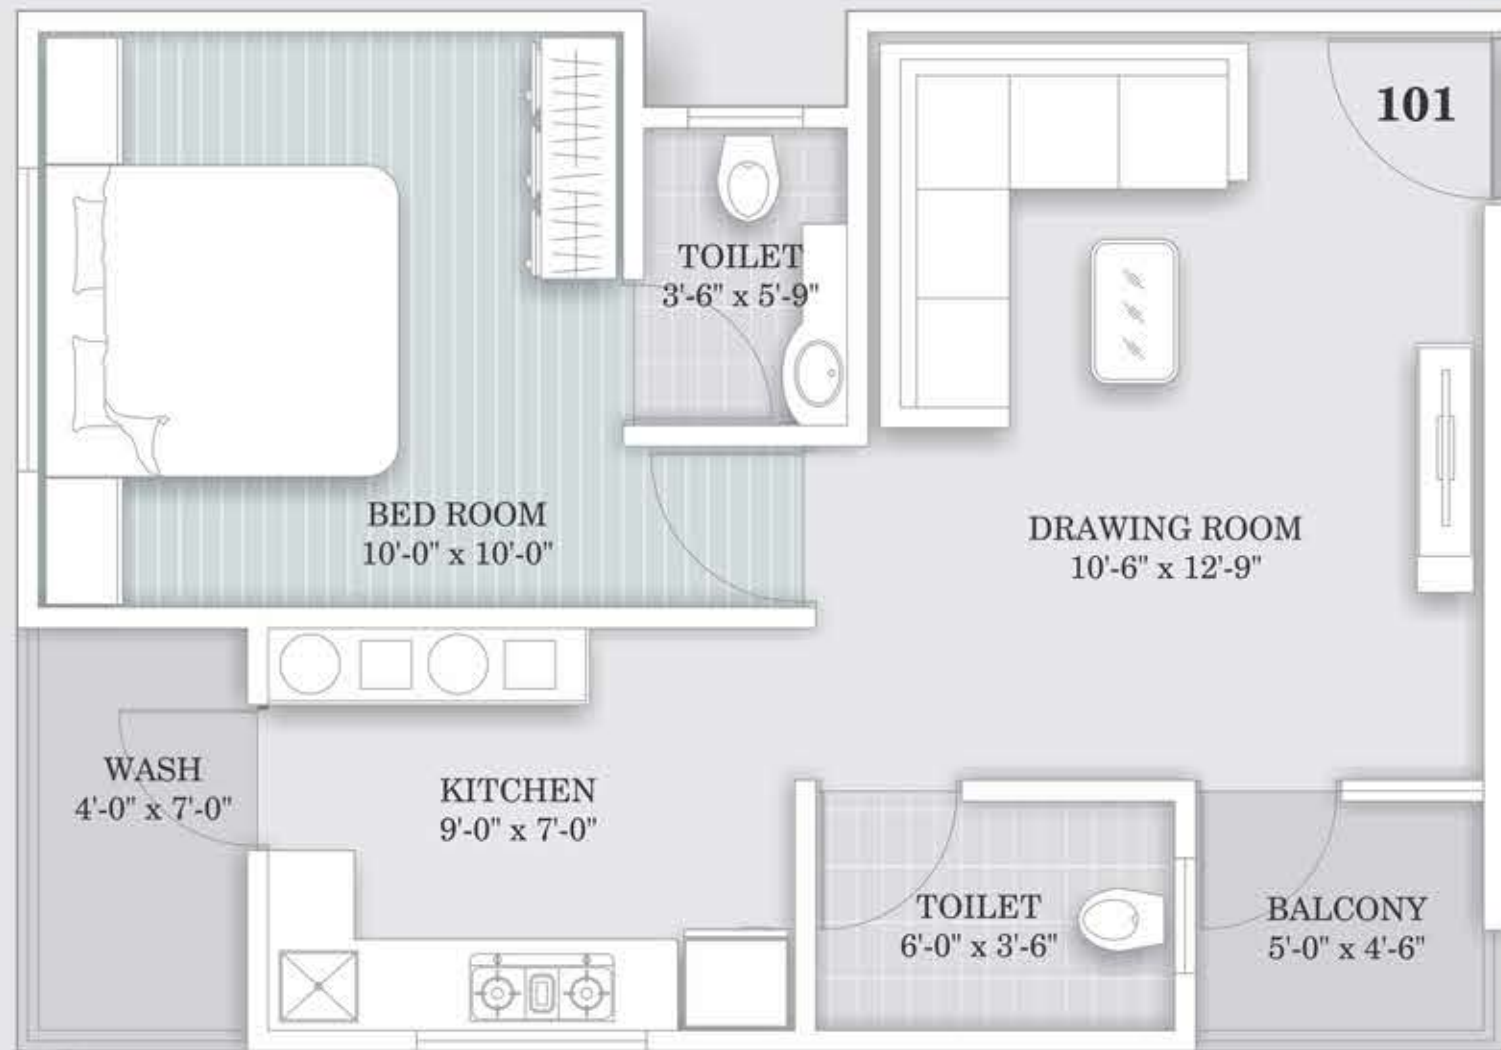 101
TOILET
3'-6" x 5'-9"
BED ROOM
10'-0" x 10'-0"
DRAWING ROOM
10'-6" x 12'-9"
WASH
4'-0" x 7'-0"
KITCHEN
9'-0" x 7'-0"
TOILET
6'-0" x 3'-6"
BALCONY
5'-0" x 4'-6"